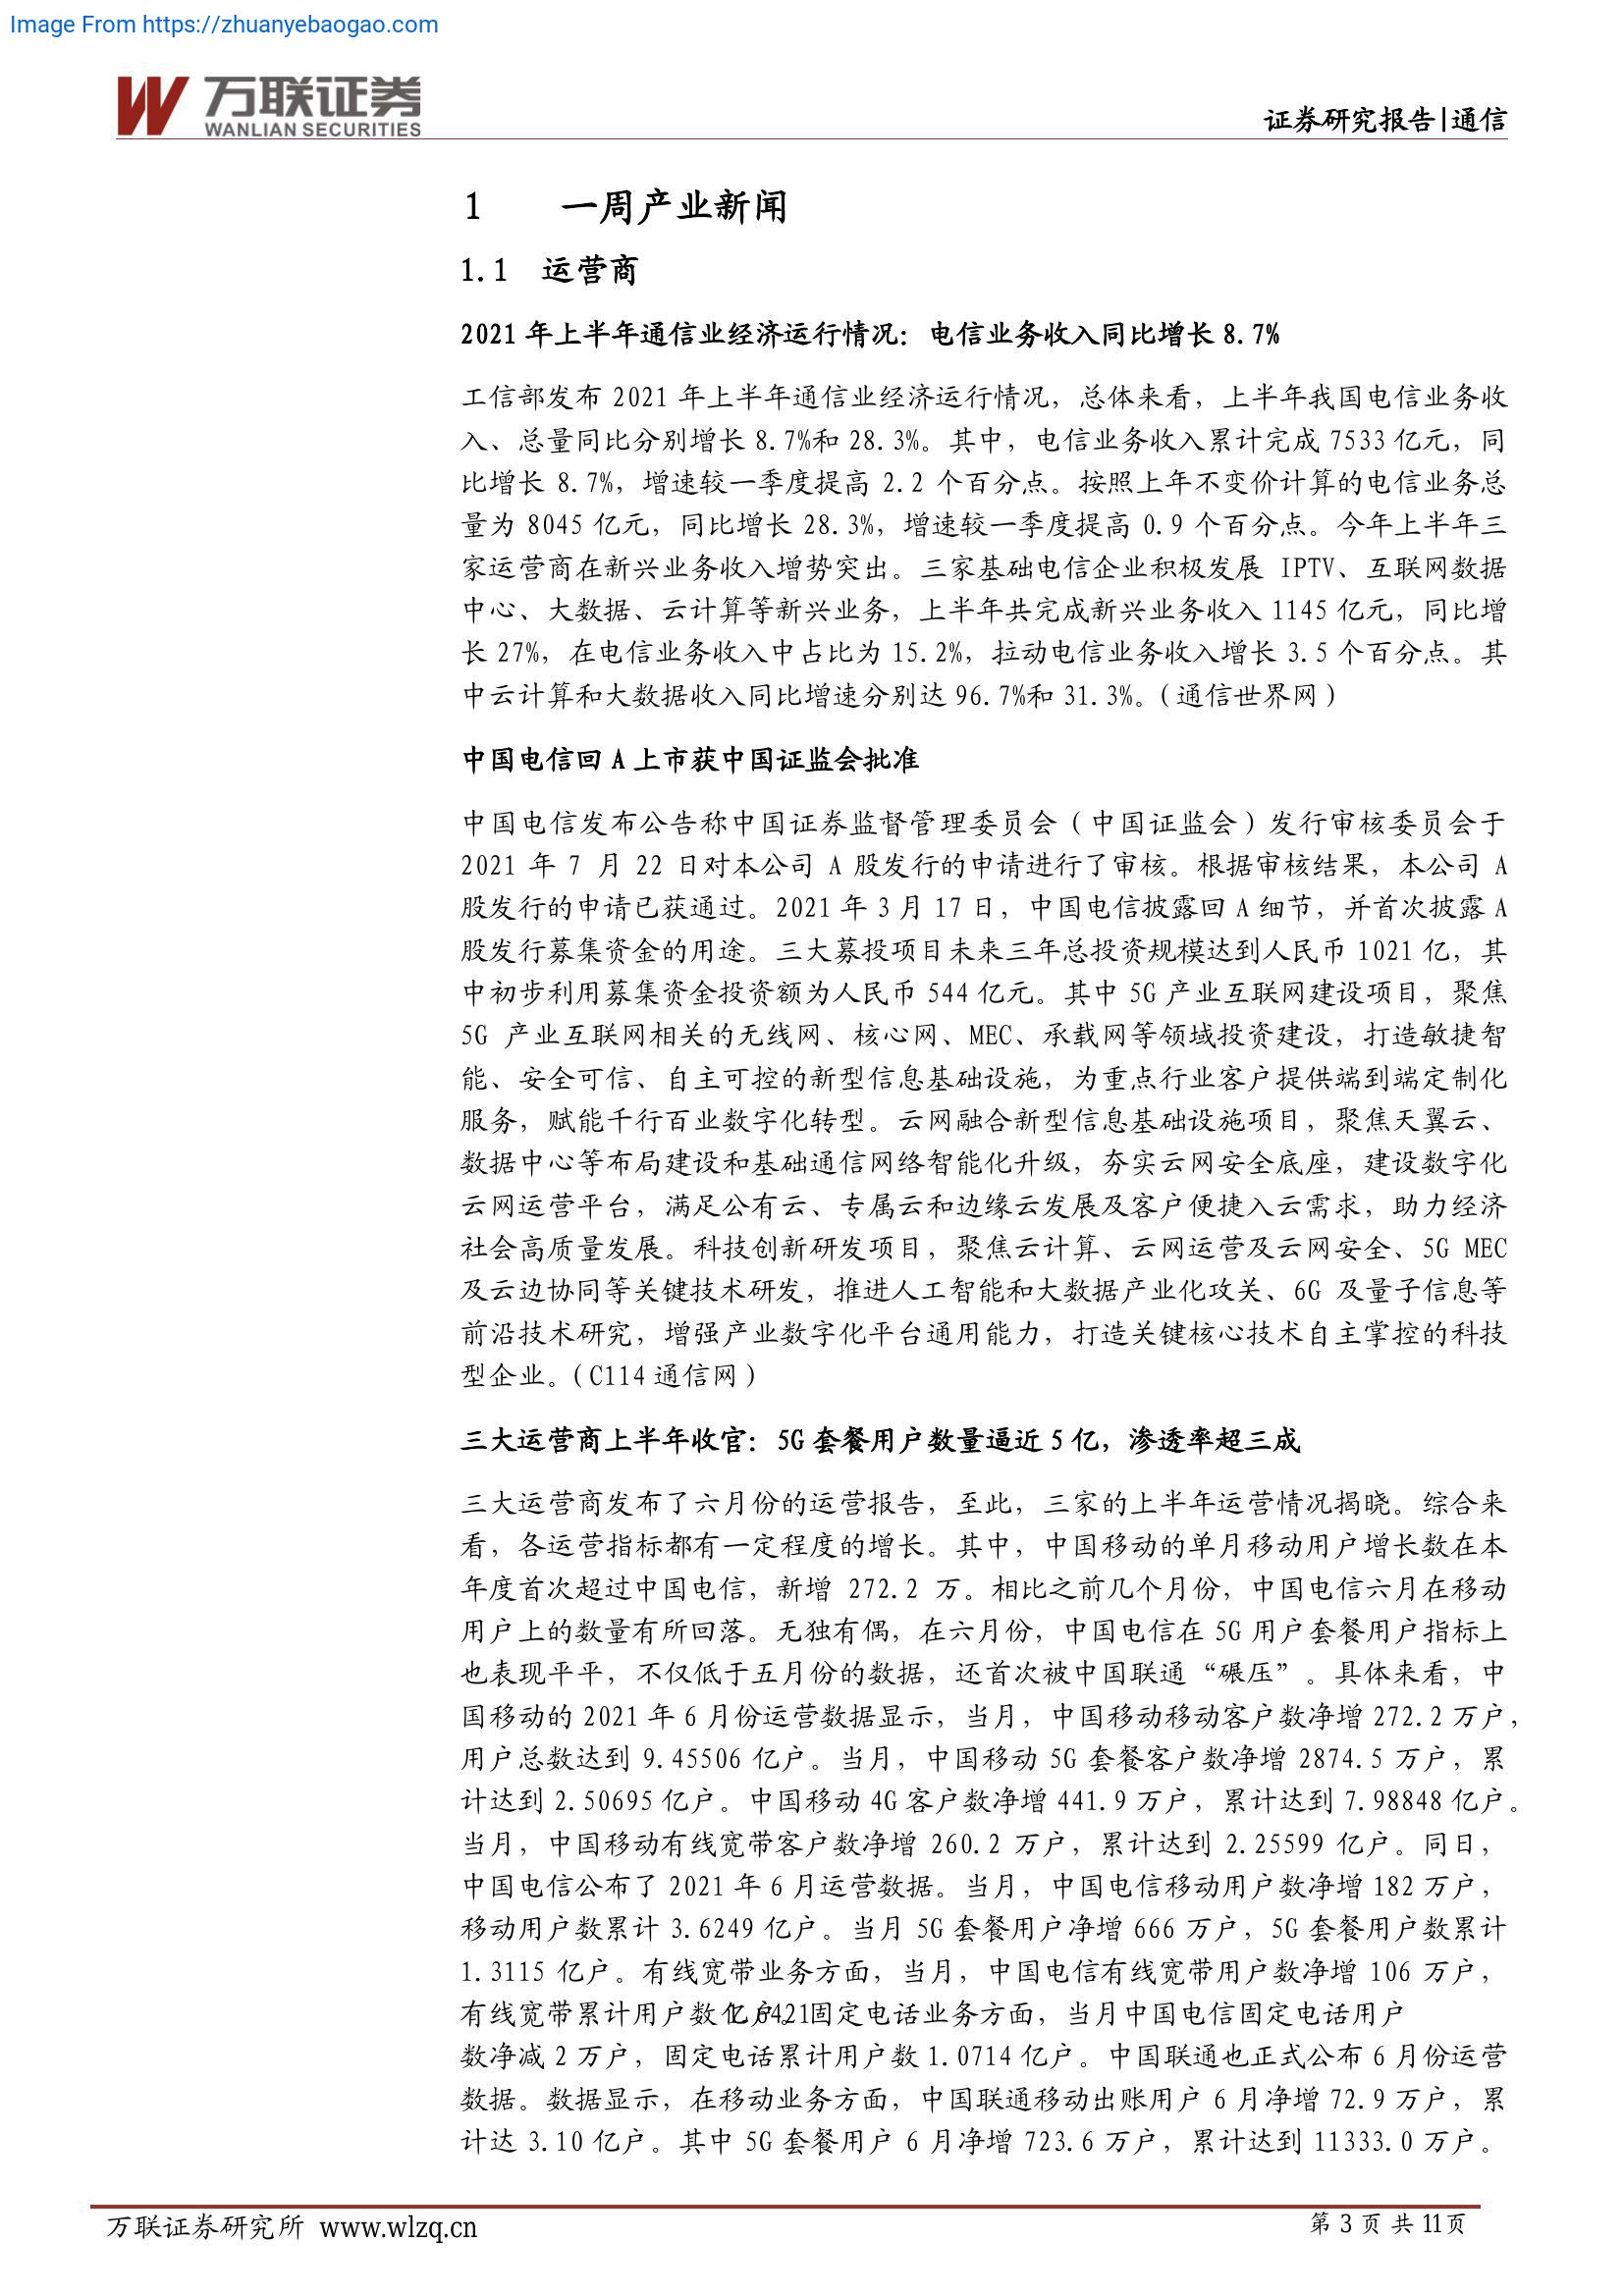 Image From https://zhuanyebaogao.com
万联证券
WANLIAN SECURITIES
证券研究报告|通信
1 一周产业新闻
1.1 运营商
2021 年上半年通信业经济运行情况：电信业务收入同比增长 8.7%
工信部发布 2021 年上半年通信业经济运行情况，总体来看，上半年我国电信业务收
入、总量同比分别增长 8.7%和 28.3%。其中，电信业务收入累计完成 7533 亿元，同
比增长 8.7%，增速较一季度提高 2.2 个百分点。按照上年不变价计算的电信业务总
量为 8045 亿元，同比增长 28.3%，增速较一季度提高 0.9 个百分点。今年上半年三
家运营商在新兴业务收入增势突出。三家基础电信企业积极发展 IPTV、互联网数据
中心、大数据、云计算等新兴业务，上半年共完成新兴业务收入 1145 亿元，同比增
长 27%，在电信业务收入中占比为 15.2%，拉动电信业务收入增长 3.5 个百分点。其
中云计算和大数据收入同比增速分别达 96.7%和 31.3%。（通信世界网）
中国电信回 A 上市获中国证监会批准
中国电信发布公告称中国证券监督管理委员会（中国证监会）发行审核委员会于
2021 年 7 月 22 日对本公司 A 股发行的申请进行了审核。根据审核结果，本公司 A
股发行的申请已获通过。2021 年 3 月 17 日，中国电信披露回 A 细节，并首次披露 A
股发行募集资金的用途。三大募投项目未来三年总投资规模达到人民币 1021 亿，其
中初步利用募集资金投资额为人民币 544 亿元。其中 5G 产业互联网建设项目，聚焦
5G 产业互联网相关的无线网、核心网、MEC、承载网等领域投资建设，打造敏捷智
能、安全可信、自主可控的新型信息基础设施，为重点行业客户提供端到端定制化
服务，赋能千行百业数字化转型。云网融合新型信息基础设施项目，聚焦天翼云、
数据中心等布局建设和基础通信网络智能化升级，夯实云网安全底座，建设数字化
云网运营平台，满足公有云、专属云和边缘云发展及客户便捷入云需求，助力经济
社会高质量发展。科技创新研发项目，聚焦云计算、云网运营及云网安全、5G MEC
及云边协同等关键技术研发，推进人工智能和大数据产业化攻关、6G 及量子信息等
前沿技术研究，增强产业数字化平台通用能力，打造关键核心技术自主掌控的科技
型企业。（C114 通信网）
三大运营商上半年收官：5G 套餐用户数量逼近 5 亿，渗透率超三成
三大运营商发布了六月份的运营报告，至此，三家的上半年运营情况揭晓。综合来
看，各运营指标都有一定程度的增长。其中，中国移动的单月移动用户增长数在本
年度首次超过中国电信，新增 272.2 万。相比之前几个月份，中国电信六月在移动
用户上的数量有所回落。无独有偶，在六月份，中国电信在 5G 用户套餐用户指标上
也表现平平，不仅低于五月份的数据，还首次被中国联通“碾压”。具体来看，中
国移动的 2021 年 6 月份运营数据显示，当月，中国移动移动客户数净增 272.2 万户，
用户总数达到 9.45506 亿户。当月，中国移动 5G 套餐客户数净增 2874.5 万户，累
计达到 2.50695 亿户。中国移动 4G 客户数净增 441.9 万户，累计达到 7.98848 亿户。
当月，中国移动有线宽带客户数净增 260.2 万户，累计达到 2.25599 亿户。同日，
中国电信公布了 2021 年 6 月运营数据。当月，中国电信移动用户数净增 182 万户，
移动用户数累计 3.6249 亿户。当月 5G 套餐用户净增 666 万户，5G 套餐用户数累计
1.3115 亿户。有线宽带业务方面，当月，中国电信有线宽带用户数净增 106 万户，
有线宽带累计用户数 固定电话业务方面，当月中国电信固定电话用户
数净减 2 万户，固定电话累计用户数 1.0714 亿户。中国联通也正式公布 6 月份运营
数据。数据显示，在移动业务方面，中国联通移动出账用户 6 月净增 72.9 万户，累
计达 3.10 亿户。其中 5G 套餐用户 6 月净增 723.6 万户，累计达到 11333.0 万户。
万联证券研究所 www.wlzq.cn
第 3 页 共 11 页